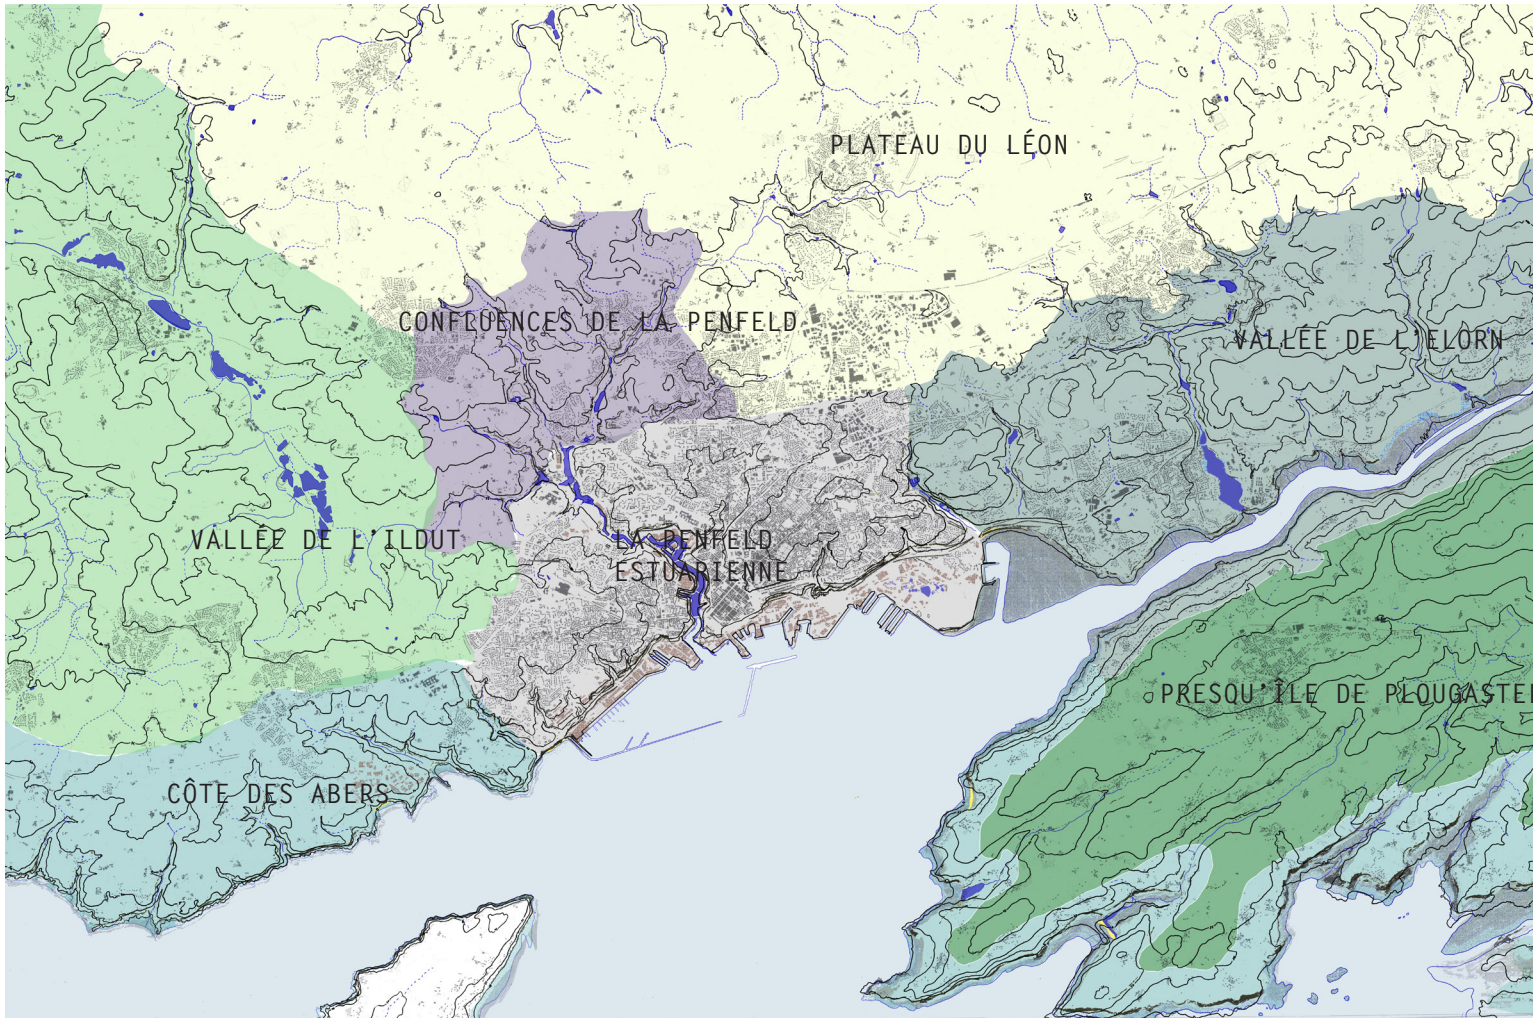 PLATEAU DU LÉON
CONFLUENCES DE LA PENFELD
VALLÉE DE L'ELORN
VALLÉE DE L'ILDUT
LA PENFELD
ESTUARIENNE
PRESQU'ÎLE DE PLOUGASTEL
CÔTE DES ABERS